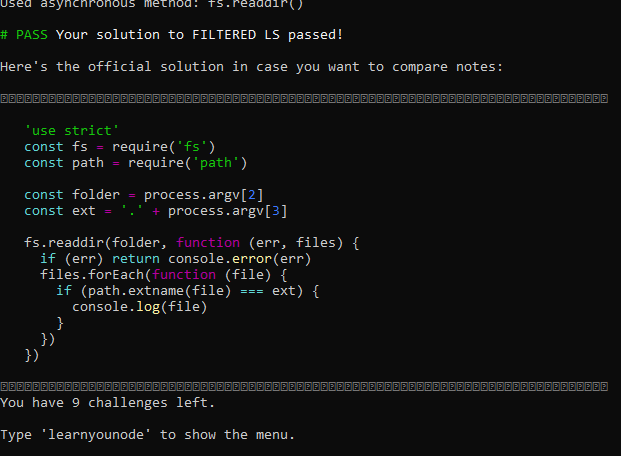 Used asynchronous method: fs.readdir()
# PASS Your solution to FILTERED LS passed!
Here's the official solution in case you want to compare notes:
'use strict'
const fs = require('fs')
const path = require('path')
const folder = process.argv[2]
const ext = '.' + process.argv[3]
fs.readdir(folder, function (err, files) {
if (err) return console.error(err)
files.forEach(function (file) {
if (path.extname(file) === ext) {
console.log(file)
}
})
})
You have 9 challenges left.
Type 'learnyounode' to show the menu.